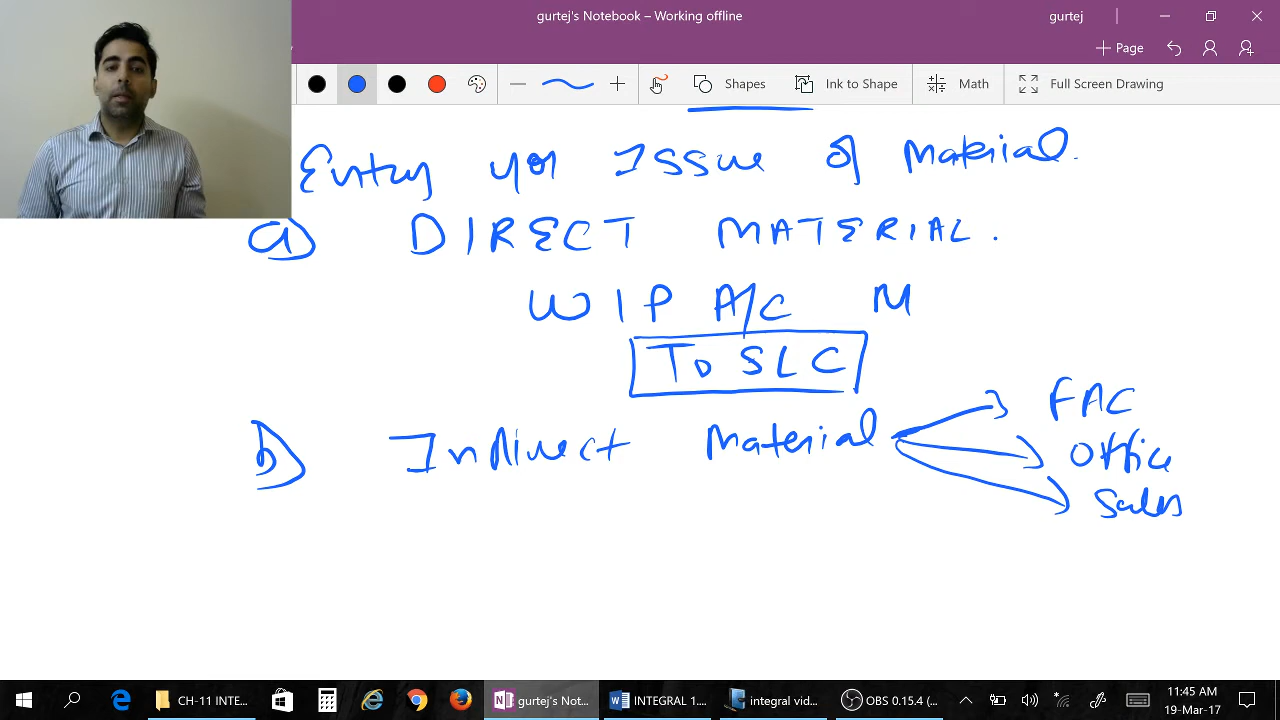 gurtej's Notebook – Working offline
gurtej
Page
Shapes
Ink to Shape
Math
Full Screen Drawing
Entry for Issue of Material.
a) DIRECT MATERIAL.
WIP A/C
To SLC
b) Indirect Material
FAC
Office
Sales
CH-11 INTE...
gurtej's Not...
INTEGRAL 1....
integral vid...
OBS 0.15.4 (...
11:45 AM
19-Mar-17